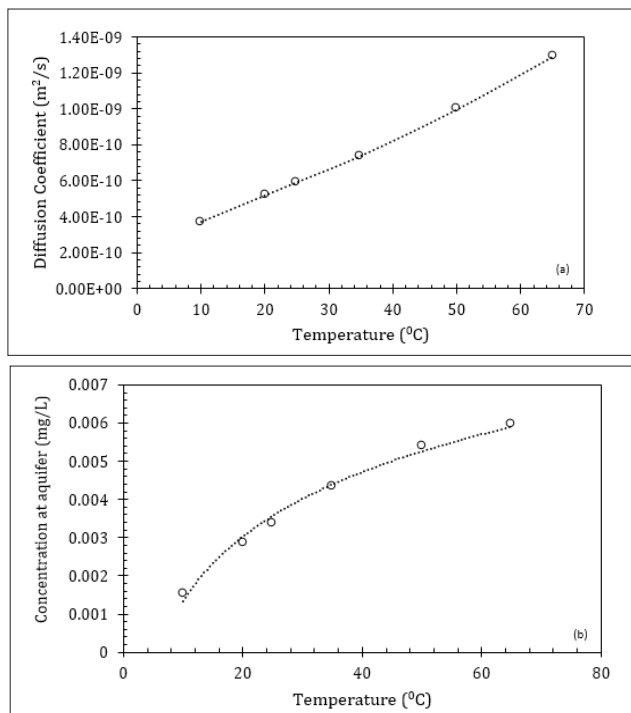 1.40E-09
1.20E-09
1.00E-09
8.00E-10
6.00E-10
4.00E-10
2.00E-10
0.00E+00
Diffusion Coefficient (m²/s)
0 10 20 30 40 50 60 70
Temperature (⁰C)
(a)
0.007
0.006
0.005
0.004
0.003
0.002
0.001
0
Concentration at aquifer (mg/L)
0 20 40 60 80
Temperature (⁰C)
(b)